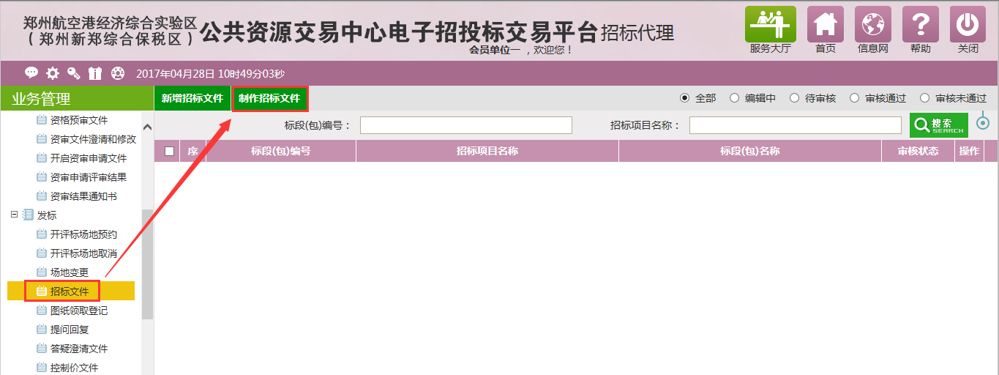 郑州航空港经济综合实验区
（郑州新郑综合保税区）
公共资源交易中心电子招投标交易平台招标代理
会员单位一，欢迎您！
服务大厅 首页 信息网 帮助 关闭
2017年04月28日 10时49分03秒
业务管理
新增招标文件 制作招标文件
全部 编辑中 待审核 审核通过 审核未通过
标段(包)编号：
招标项目名称：
搜索
SEARCH
序 标段(包)编号 招标项目名称 标段(包)名称 审核状态 操作
资格预审文件
资审文件澄清和修改
开启资审申请文件
资审申请评审结果
资审结果通知书
发标
开评标场地预约
开评标场地取消
场地变更
招标文件
图纸领取登记
提问回复
答疑澄清文件
控制价文件